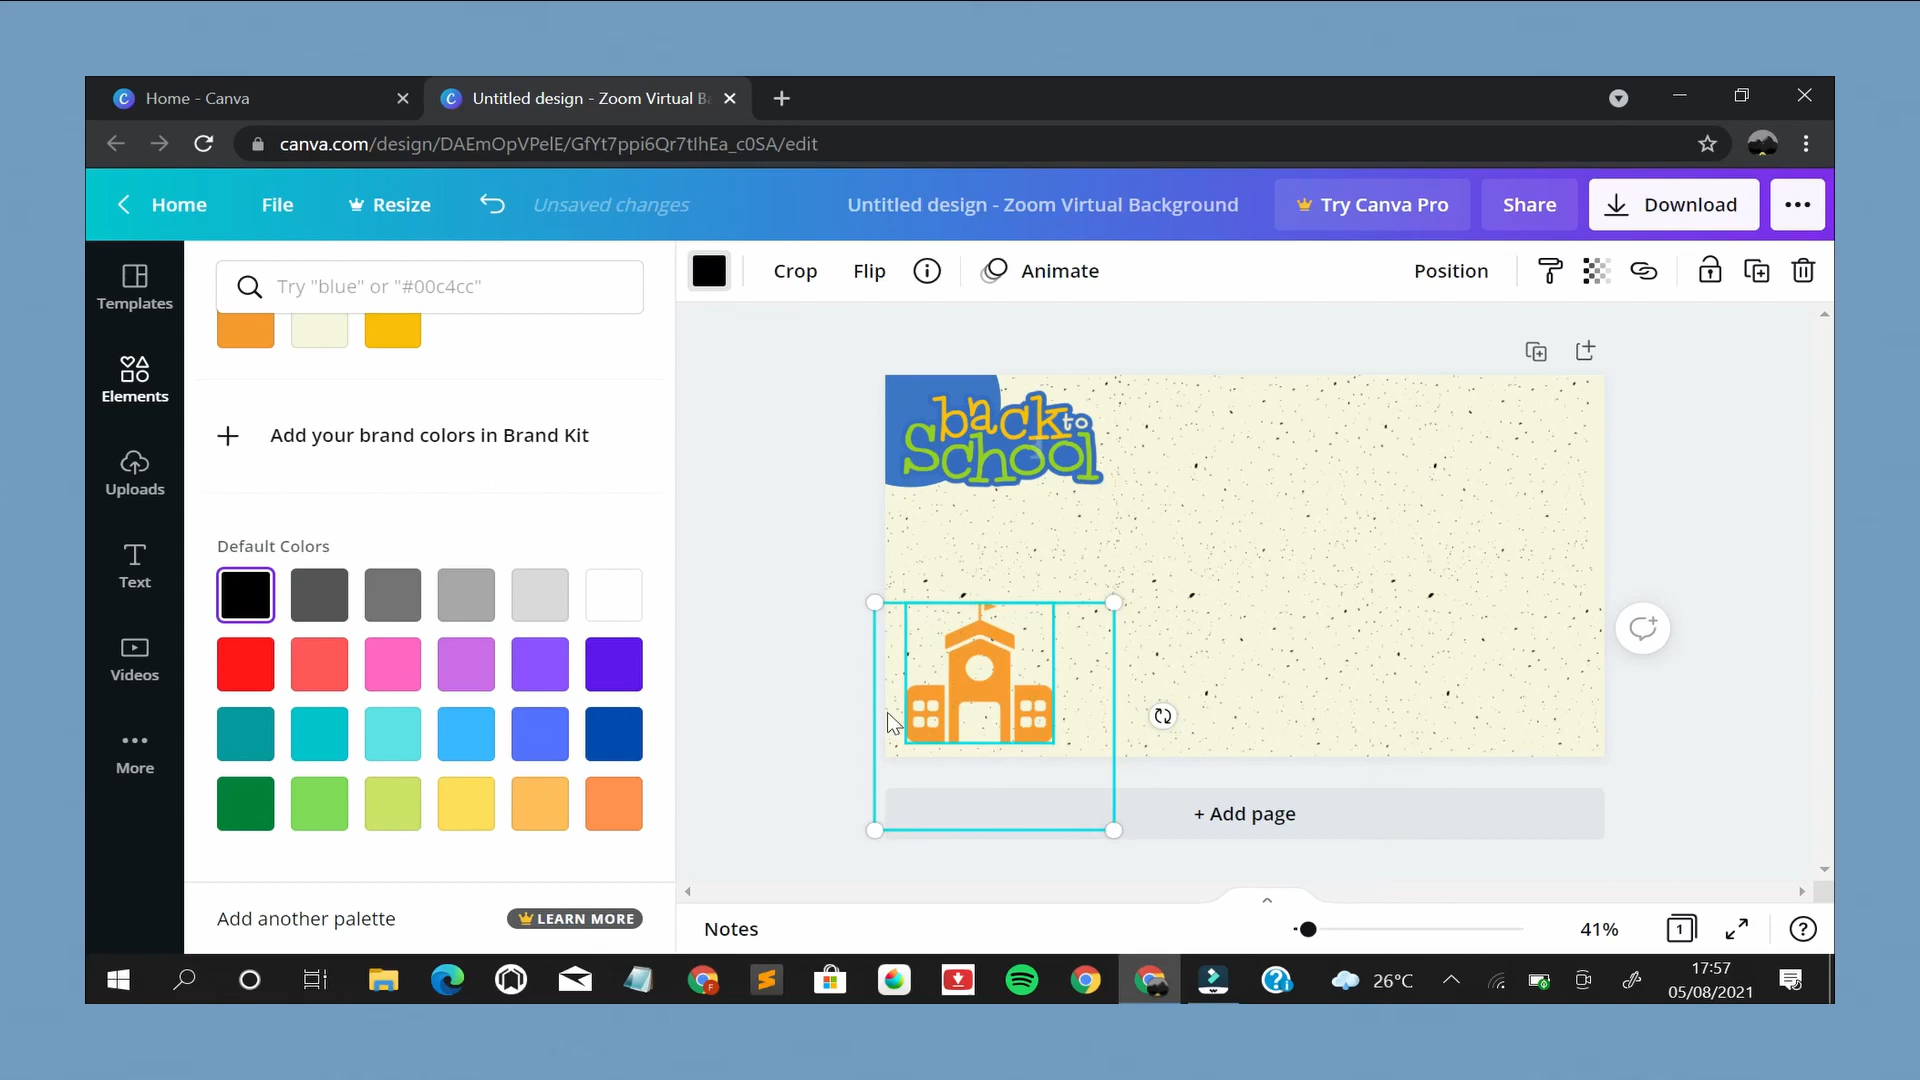 Home - Canva
Untitled design - Zoom Virtual B
canva.com/design/DAEmOpVPelE/GfYt7ppi6Qr7tIhEa_c0SA/edit
Home
File
Resize
Unsaved changes
Untitled design - Zoom Virtual Background
Try Canva Pro
Share
Download
Templates
Elements
Uploads
Text
Videos
More
Try "blue" or "#00c4cc"
Crop
Flip
Animate
Position
Add your brand colors in Brand Kit
Default Colors
Add another palette
LEARN MORE
back to
School
+ Add page
Notes
41%
1
26°C
17:57
05/08/2021